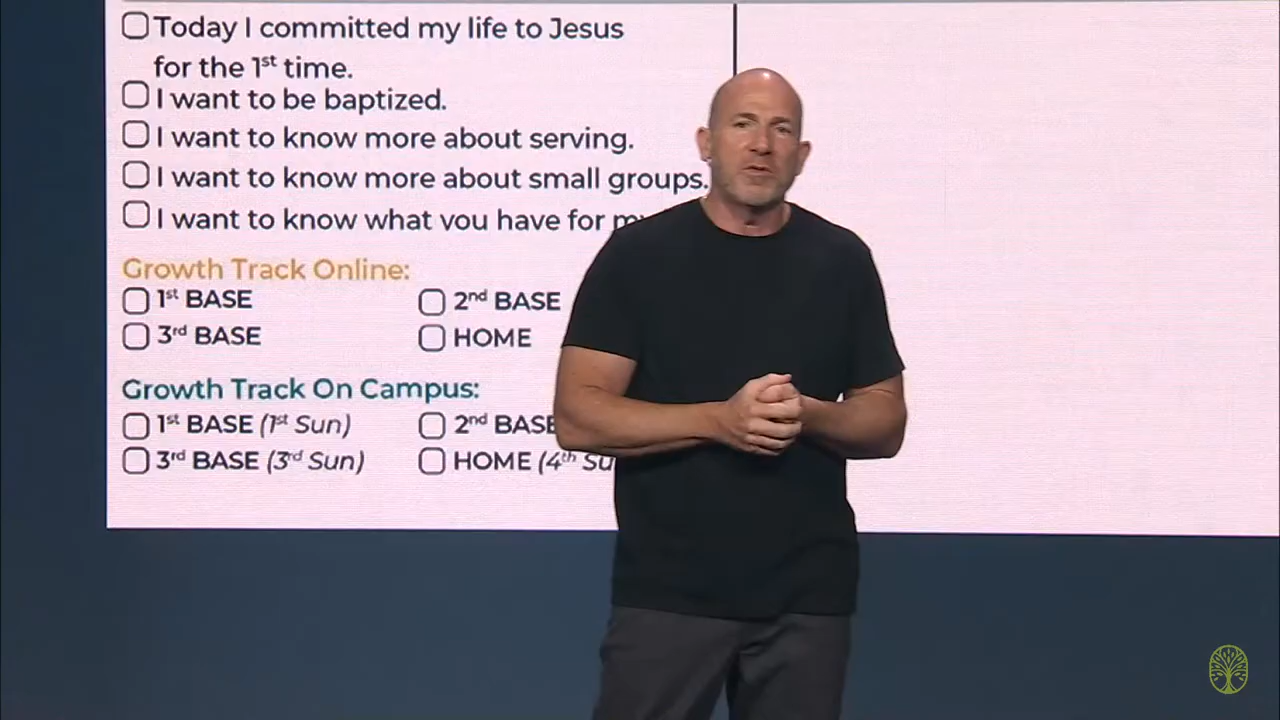 Today I committed my life to Jesus
for the 1st time.
I want to be baptized.
I want to know more about serving.
I want to know more about small groups.
I want to know what you have for
Growth Track Online:
1st BASE 2nd BASE
3rd BASE HOME
Growth Track On Campus:
1st BASE (1st Sun) 2nd BASE
3rd BASE (3rd Sun) HOME (4th